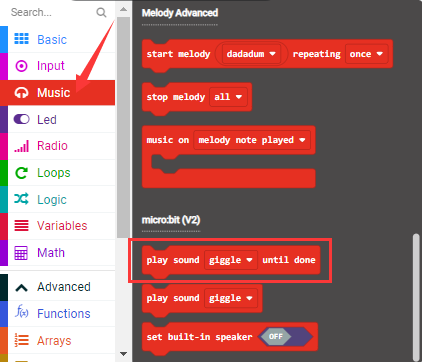 Search...
Basic
Input
Music
Led
Radio
Loops
Logic
Variables
Math
Advanced
Functions
Arrays
Melody Advanced
start melody dadadum repeating once
stop melody all
music on melody note played
micro:bit (V2)
play sound giggle until done
play sound giggle
set built-in speaker OFF